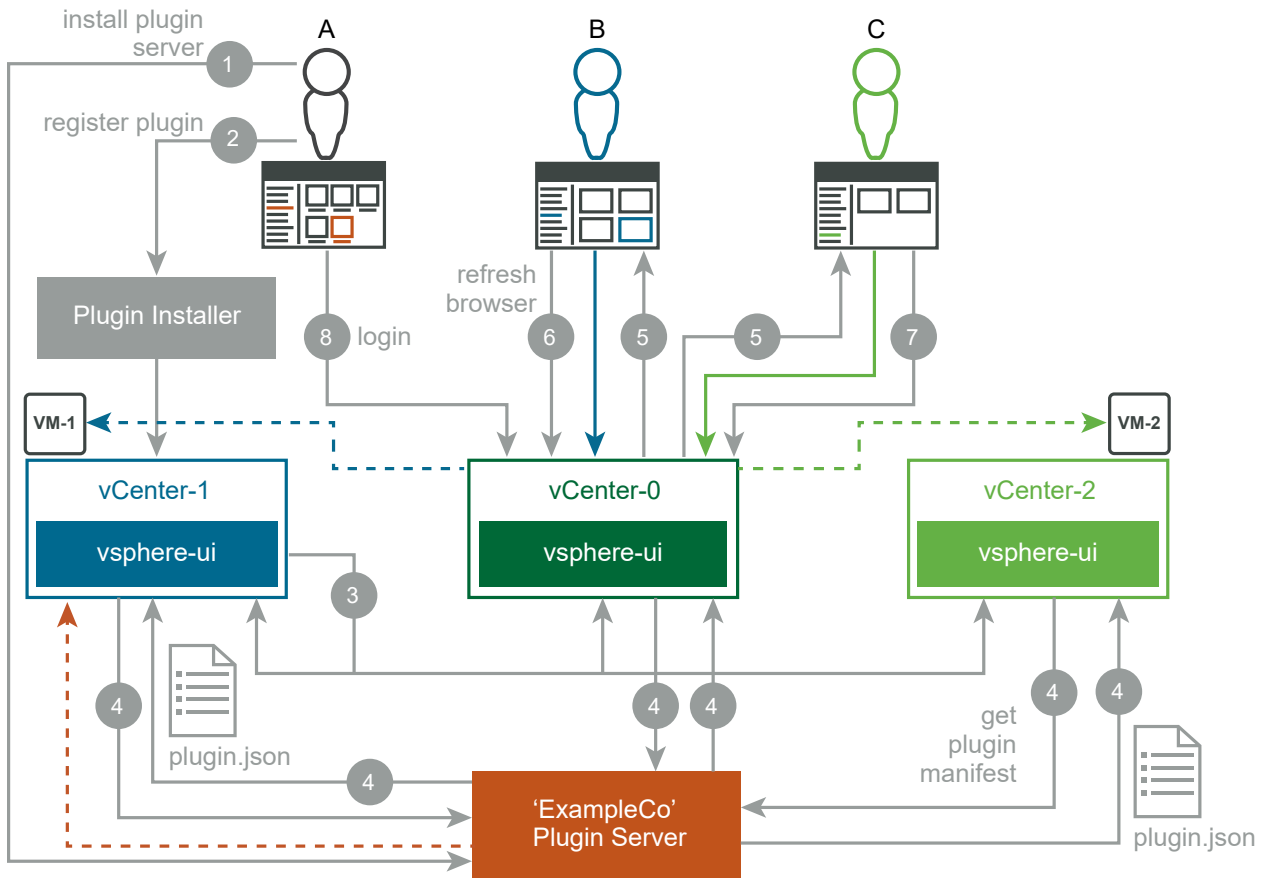 install plugin
server
1
A
B
C
register plugin
2
Plugin Installer
refresh
browser
8
login
6
5
5
7
VM-1
VM-2
vCenter-1
vsphere-ui
vCenter-0
vsphere-ui
vCenter-2
vsphere-ui
3
4
4
4
4
4
get
plugin
manifest
plugin.json
4
‘ExampleCo’
Plugin Server
plugin.json